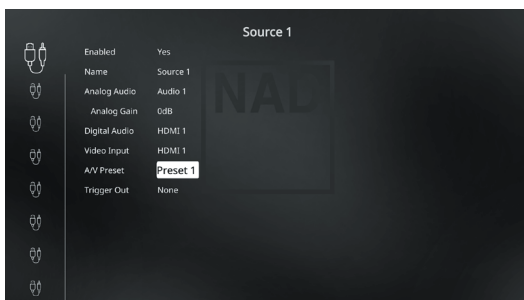 Source 1
Enabled Yes
Name Source 1
Analog Audio Audio 1
Analog Gain 0dB
Digital Audio HDMI 1
Video Input HDMI 1
A/V Preset Preset 1
Trigger Out None
NAD